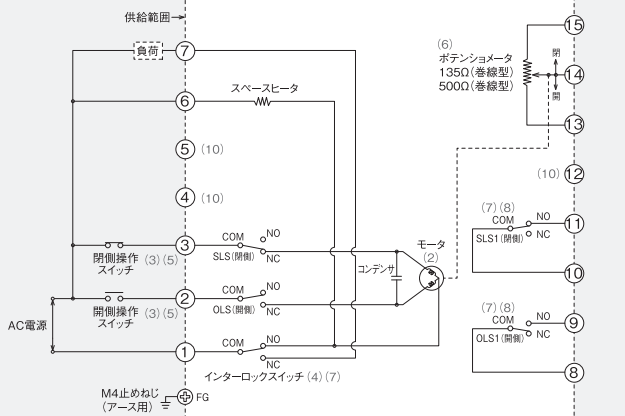 供給範囲
負荷
7
6
スペースヒータ
5 (10)
4 (10)
3
COM
NO
NC
SLS(閉側)
閉側操作
スイッチ
(3)(5)
2
COM
NO
NC
OLS(開側)
開側操作
スイッチ
(3)(5)
AC電源
1
COM
NO
NC
インターロックスイッチ(4)(7)
M4止めねじ
(アース用)
FG
コンデンサ
モータ
(2)
(6)
ポテンショメータ
135Ω(巻線型)
500Ω(巻線型)
15
閉
14
開
13
(10) 12
(7)(8)
COM
NO
NC
SLS1(閉側)
11
10
(7)(8)
COM
NO
NC
OLS1(開側)
9
8